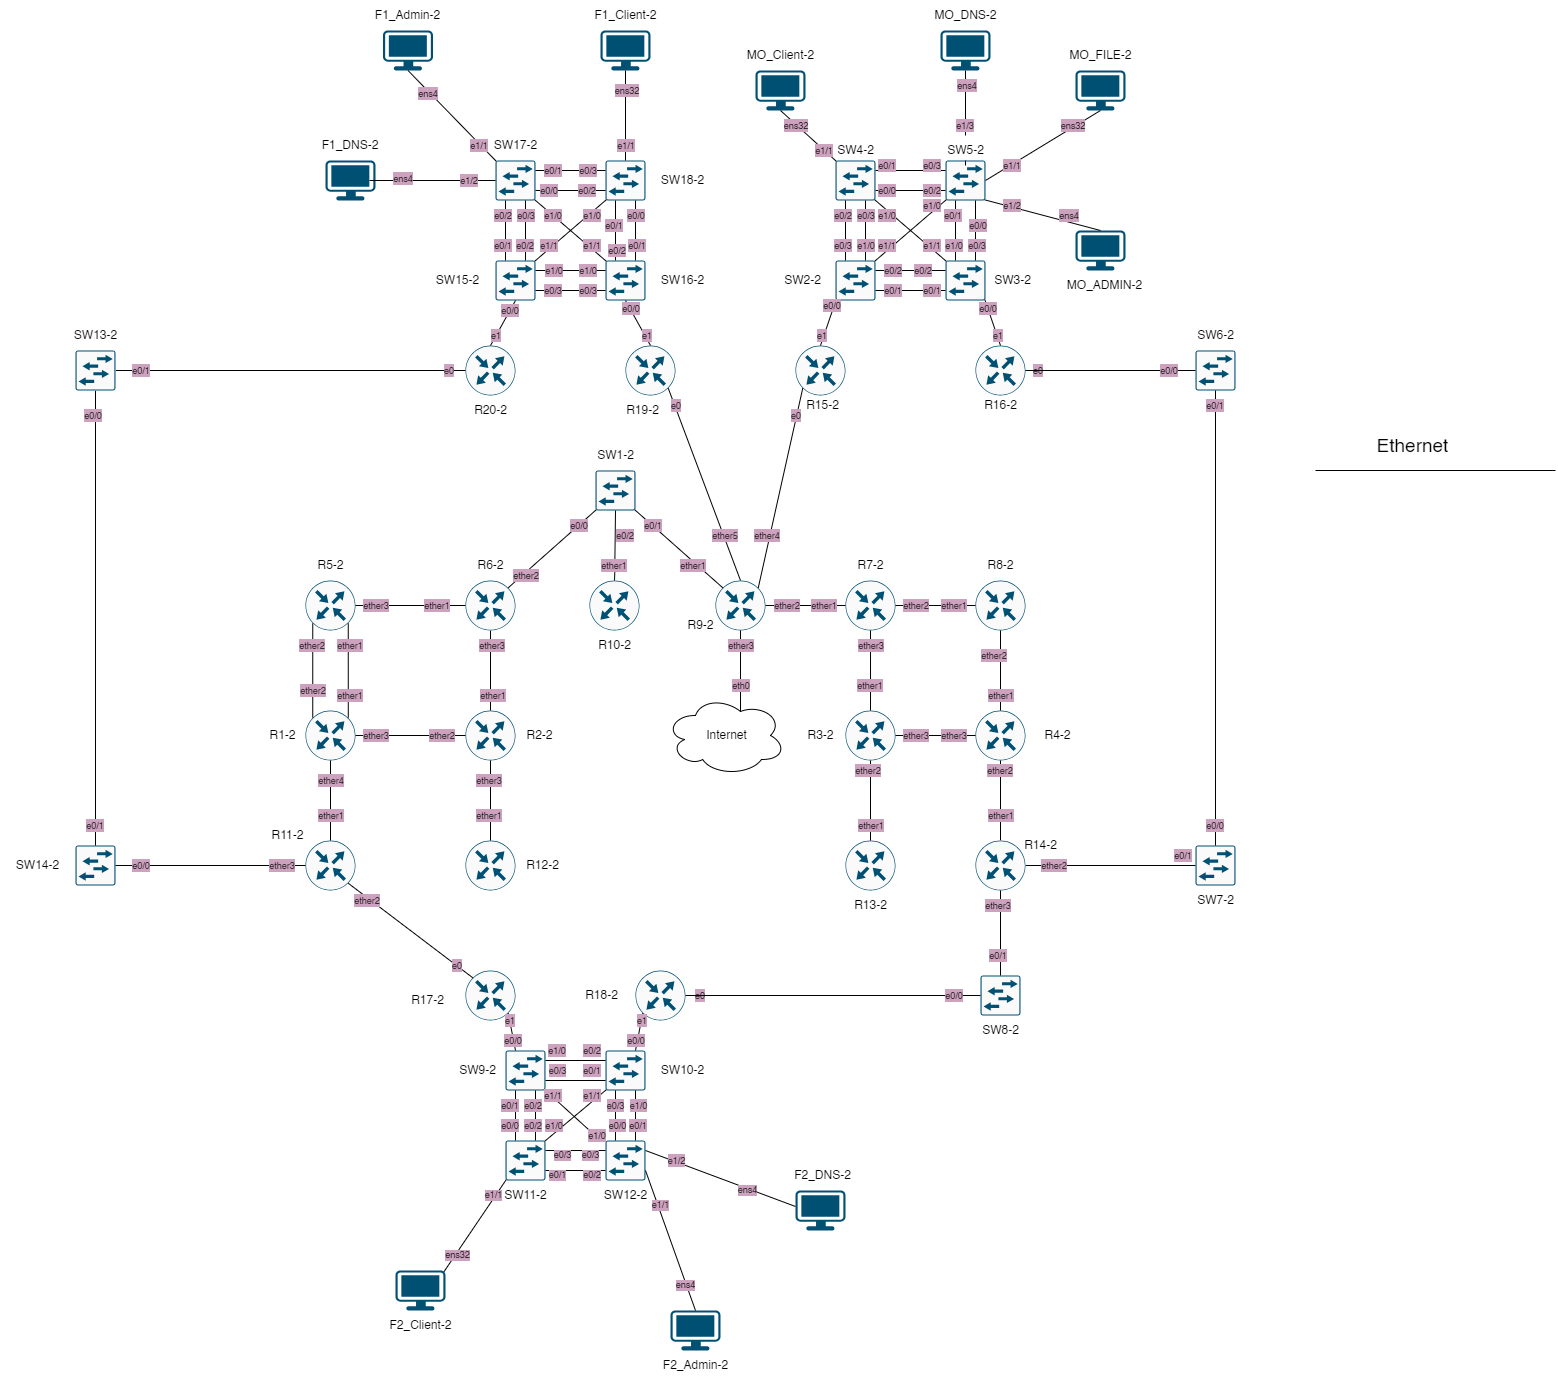 F1_Admin-2
F1_Client-2
MO_DNS-2
MO_Client-2
MO_FILE-2
ens4
ens32
ens4
ens32
e1/3
ens32
F1_DNS-2
e1/1
SW17-2
e1/1
e1/1
SW4-2
SW5-2
ens4
e1/2
e0/1
e0/3
SW18-2
e0/1
e0/3
e1/1
e0/0
e0/2
e0/0
e0/2
e0/2
e0/3
e1/0
e1/0
e0/1
e0/0
e0/2
e0/3
e1/0
e1/0
e0/1
e0/0
e1/2
ens4
e0/1
e0/2
e1/1
e1/1
e0/2
e0/1
e0/3
e1/0
e1/1
e1/1
e1/0
e0/3
SW15-2
e1/0
e1/0
SW16-2
SW2-2
e0/2
e0/2
SW3-2
MO_ADMIN-2
e0/3
e0/3
e0/1
e0/1
e0/0
e0/0
e0/0
e0/0
SW13-2
e1
e1
e1
e1
SW6-2
e0/1
e0
e0
e0/0
R20-2
R19-2
R15-2
R16-2
e0/0
e0
e0
e0/1
Ethernet
SW1-2
e0/0
e0/2
e0/1
ether5
ether4
R5-2
R6-2
ether2
ether1
ether1
R7-2
R8-2
ether3
ether1
ether2
ether1
ether2
ether1
R9-2
R10-2
ether2
ether1
ether3
ether3
ether3
ether2
ether2
ether1
ether1
eth0
ether1
ether1
R1-2
ether3
ether2
R2-2
Internet
R3-2
ether3
ether3
R4-2
ether4
ether3
ether2
ether2
ether1
ether1
ether1
ether1
e0/1
R11-2
R12-2
R14-2
e0/0
SW14-2
e0/0
ether3
ether2
e0/1
ether2
R13-2
ether3
SW7-2
e0
e0/1
R17-2
R18-2
e0
e0/0
e1
e1
SW8-2
e0/0
e0/0
SW9-2
e1/0
e0/2
SW10-2
e0/3
e0/1
e0/1
e0/2
e1/1
e1/1
e0/3
e1/0
e0/0
e0/2
e1/0
e1/0
e0/0
e0/1
e0/3
e0/3
e0/1
e0/2
e1/2
e1/1
SW11-2
SW12-2
e1/1
ens4
F2_DNS-2
ens32
ens4
F2_Client-2
F2_Admin-2